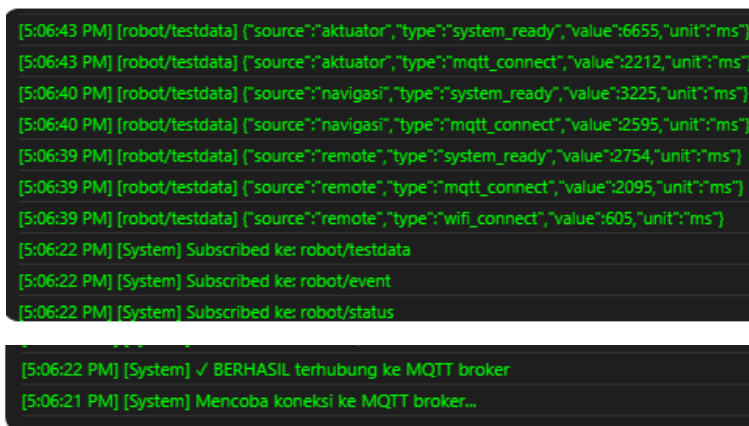 [5:06:43 PM] [robot/testdata] {"source":"aktuator","type":"system_ready","value":6655,"unit":"ms"}
[5:06:43 PM] [robot/testdata] {"source":"aktuator","type":"mqtt_connect","value":2212,"unit":"ms"
[5:06:40 PM] [robot/testdata] {"source":"navigasi","type":"system_ready","value":3225,"unit":"ms"}
[5:06:40 PM] [robot/testdata] {"source":"navigasi","type":"mqtt_connect","value":2595,"unit":"ms"}
[5:06:39 PM] [robot/testdata] {"source":"remote","type":"system_ready","value":2754,"unit":"ms"}
[5:06:39 PM] [robot/testdata] {"source":"remote","type":"mqtt_connect","value":2095,"unit":"ms"}
[5:06:39 PM] [robot/testdata] {"source":"remote","type":"wifi_connect","value":605,"unit":"ms"}
[5:06:22 PM] [System] Subscribed ke: robot/testdata
[5:06:22 PM] [System] Subscribed ke: robot/event
[5:06:22 PM] [System] Subscribed ke: robot/status
[5:06:22 PM] [System] ✓ BERHASIL terhubung ke MQTT broker
[5:06:21 PM] [System] Mencoba koneksi ke MQTT broker...